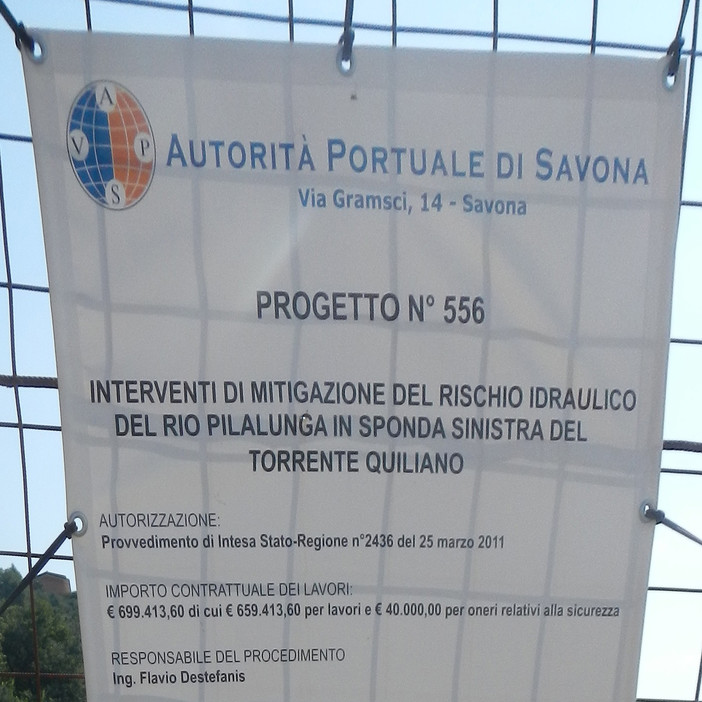 A
V P
S
AUTORITÀ PORTUALE DI SAVONA
Via Gramsci, 14 - Savona
PROGETTO N° 556
INTERVENTI DI MITIGAZIONE DEL RISCHIO IDRAULICO
DEL RIO PILALUNGA IN SPONDA SINISTRA DEL
TORRENTE QUILIANO
AUTORIZZAZIONE:
Provvedimento di Intesa Stato-Regione n°2436 del 25 marzo 2011
IMPORTO CONTRATTUALE DEI LAVORI:
€ 699.413,60 di cui € 659.413,60 per lavori e € 40.000,00 per oneri relativi alla sicurezza
RESPONSABILE DEL PROCEDIMENTO
Ing. Flavio Destefanis